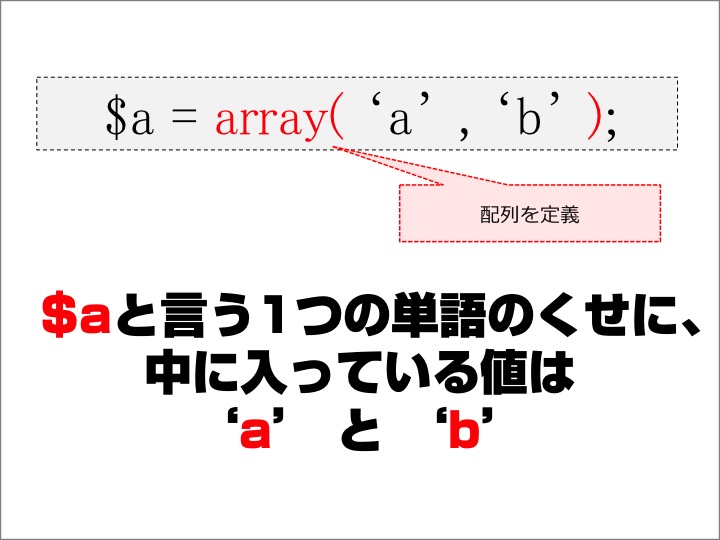 $a = array( ‘a’ , ‘b’ );
配列を定義
$aと言う1つの単語のくせに、
中に入っている値は
‘a’　と　‘b’